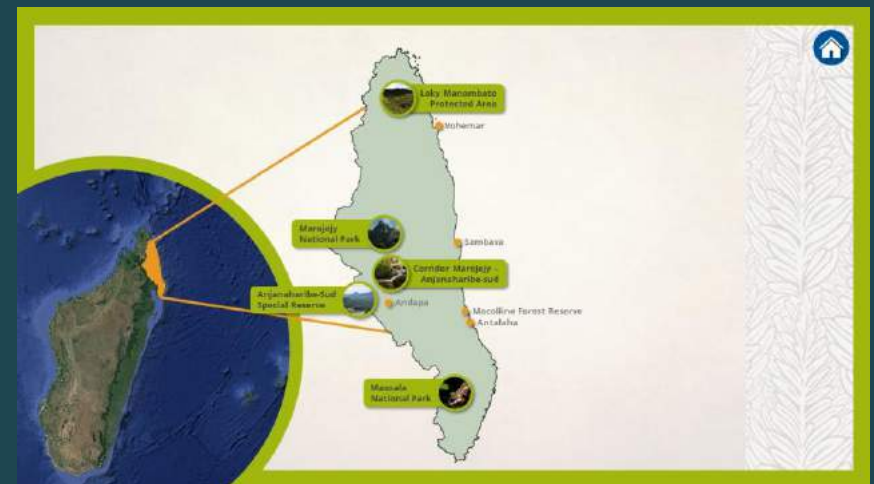 Loky Manambato
Protected Area
Vohemar
Marojejy
National Park
Sambava
Corridor Marojejy -
Anjanaharibe-sud
Anjanaharibe-Sud
Special Reserve
Andapa
Macolline Forest Reserve
Antalaha
Masoala
National Park